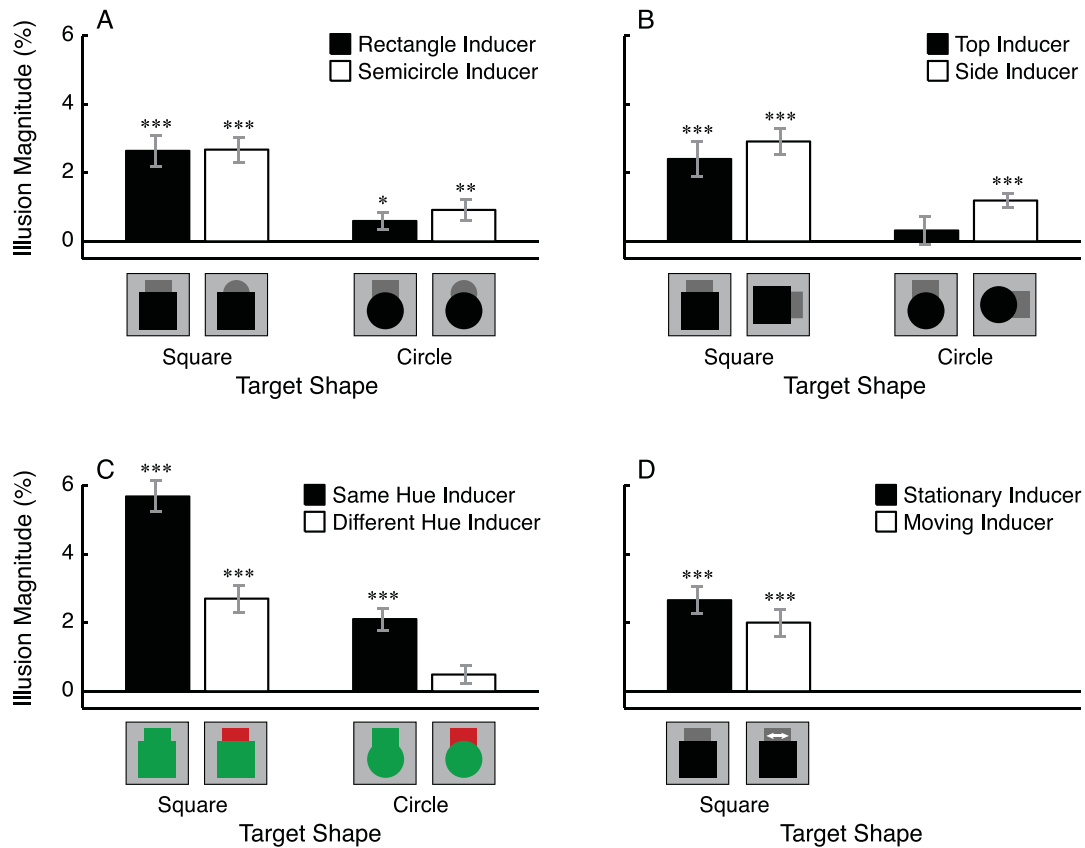 A
Illusion Magnitude (%)
6
4
2
0
Rectangle Inducer
Semicircle Inducer
***
***
*
**
Square
Circle
Target Shape
B
Top Inducer
Side Inducer
***
***
***
Square
Circle
Target Shape
C
Illusion Magnitude (%)
6
4
2
0
Same Hue Inducer
Different Hue Inducer
***
***
***
Square
Circle
Target Shape
D
Stationary Inducer
Moving Inducer
***
***
Square
Target Shape